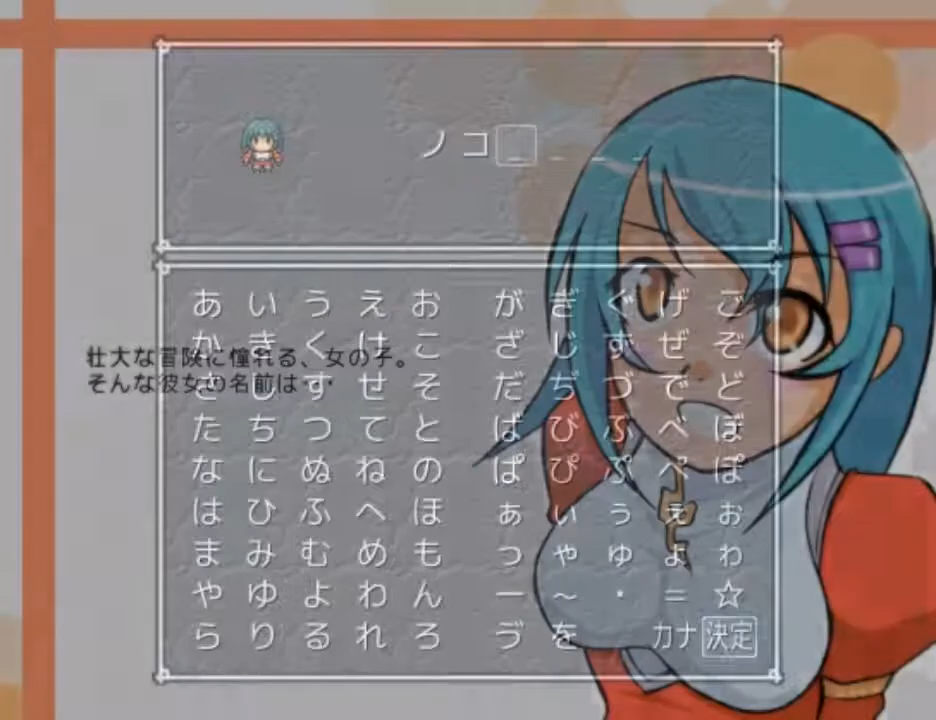 ノコ_ _ _ _
あいうえお がぎぐげご
かきくけこ ざじずぜぞ
壮大な冒険に憧れる、女の子。
さしすせそ だぢづでど
そんな彼女の名前は・・
たちつてと ばびぶべぼ
なにぬねの ぱぴぷぺぽ
はひふへほ ぁぃぅぇぉ
まみむめも っゃゅょゎ
やゆよわん ー～・＝☆
らりるれろ ゔを カナ 決定